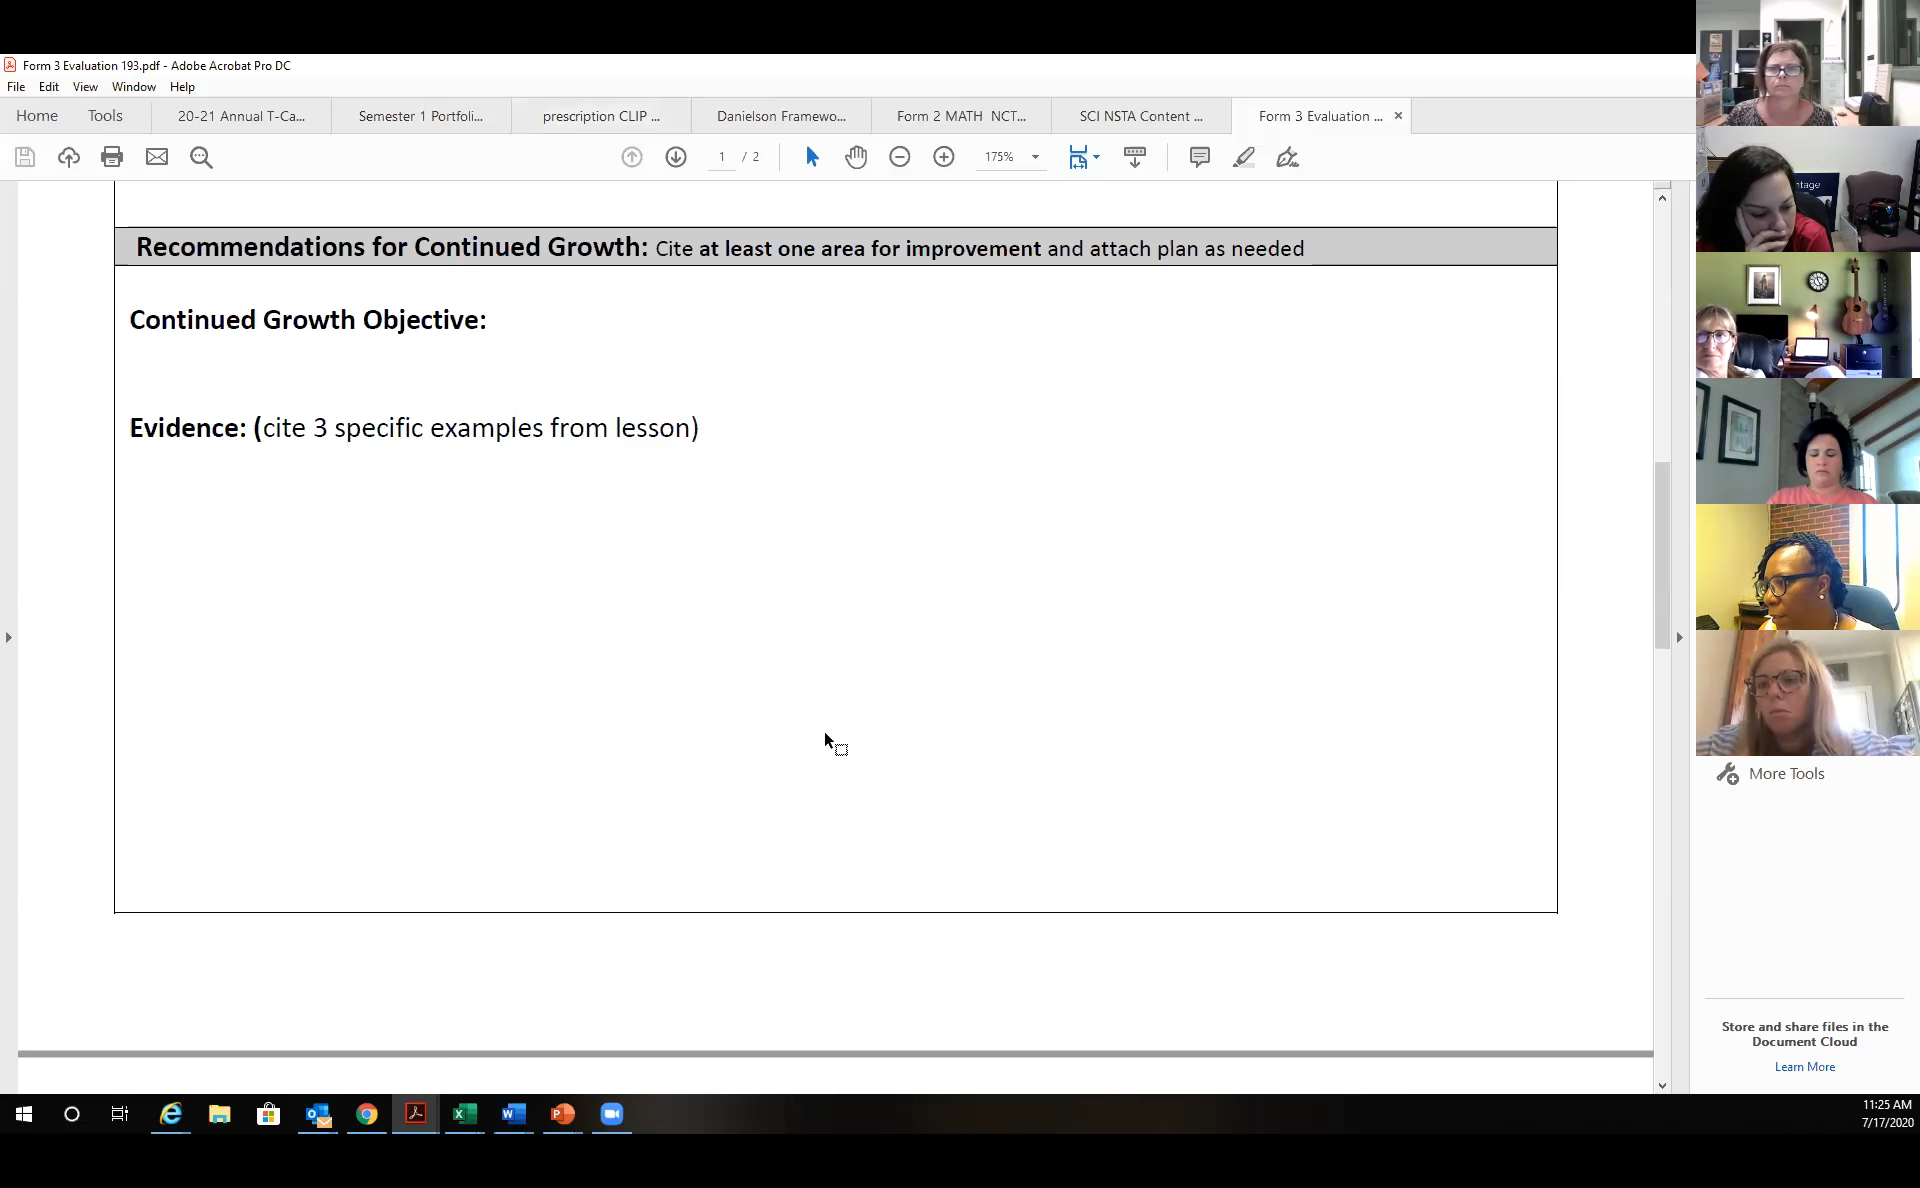 Form 3 Evaluation 193.pdf - Adobe Acrobat Pro DC
File Edit View Window Help
Home Tools 20-21 Annual T-Ca... Semester 1 Portfoli... prescription CLIP ... Danielson Framewo... Form 2 MATH NCT... SCI NSTA Content ... Form 3 Evaluation ... ×
1 / 2 175%
Recommendations for Continued Growth: Cite at least one area for improvement and attach plan as needed
Continued Growth Objective:
Evidence: (cite 3 specific examples from lesson)
ntage
More Tools
Store and share files in the
Document Cloud
Learn More
11:25 AM
7/17/2020